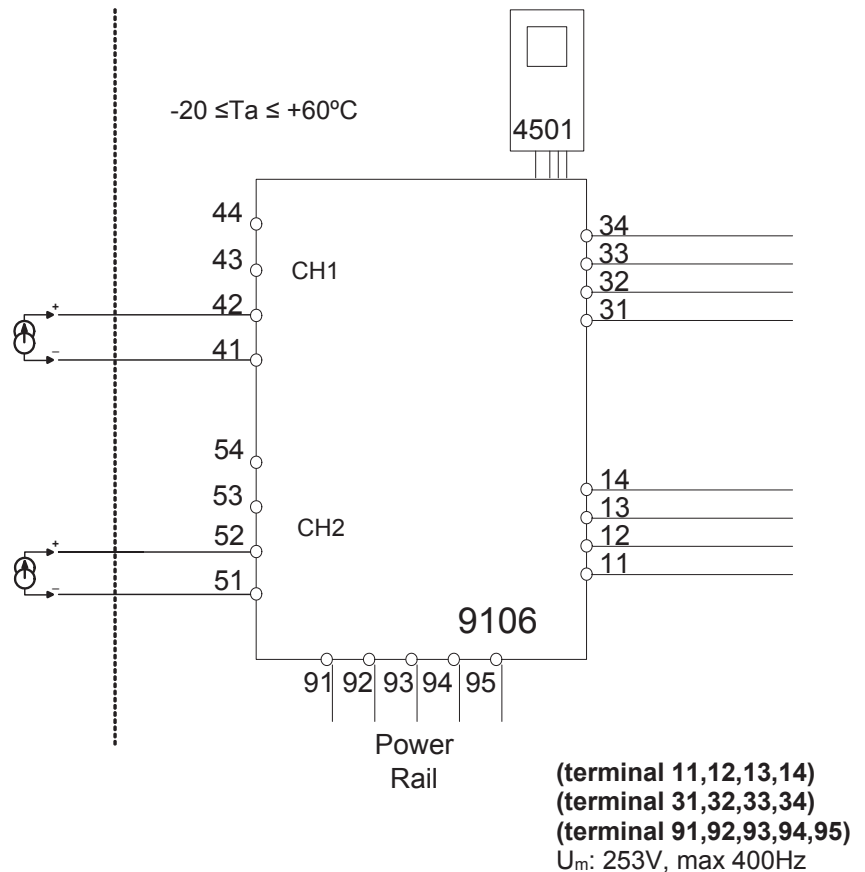 -20 ≤Ta ≤ +60ºC
4501
44
43
CH1
42
+
41
–
34
33
32
31
54
53
CH2
52
+
51
–
14
13
12
11
9106
91 92 93 94 95
Power
Rail
(terminal 11,12,13,14)
(terminal 31,32,33,34)
(terminal 91,92,93,94,95)
Um: 253V, max 400Hz